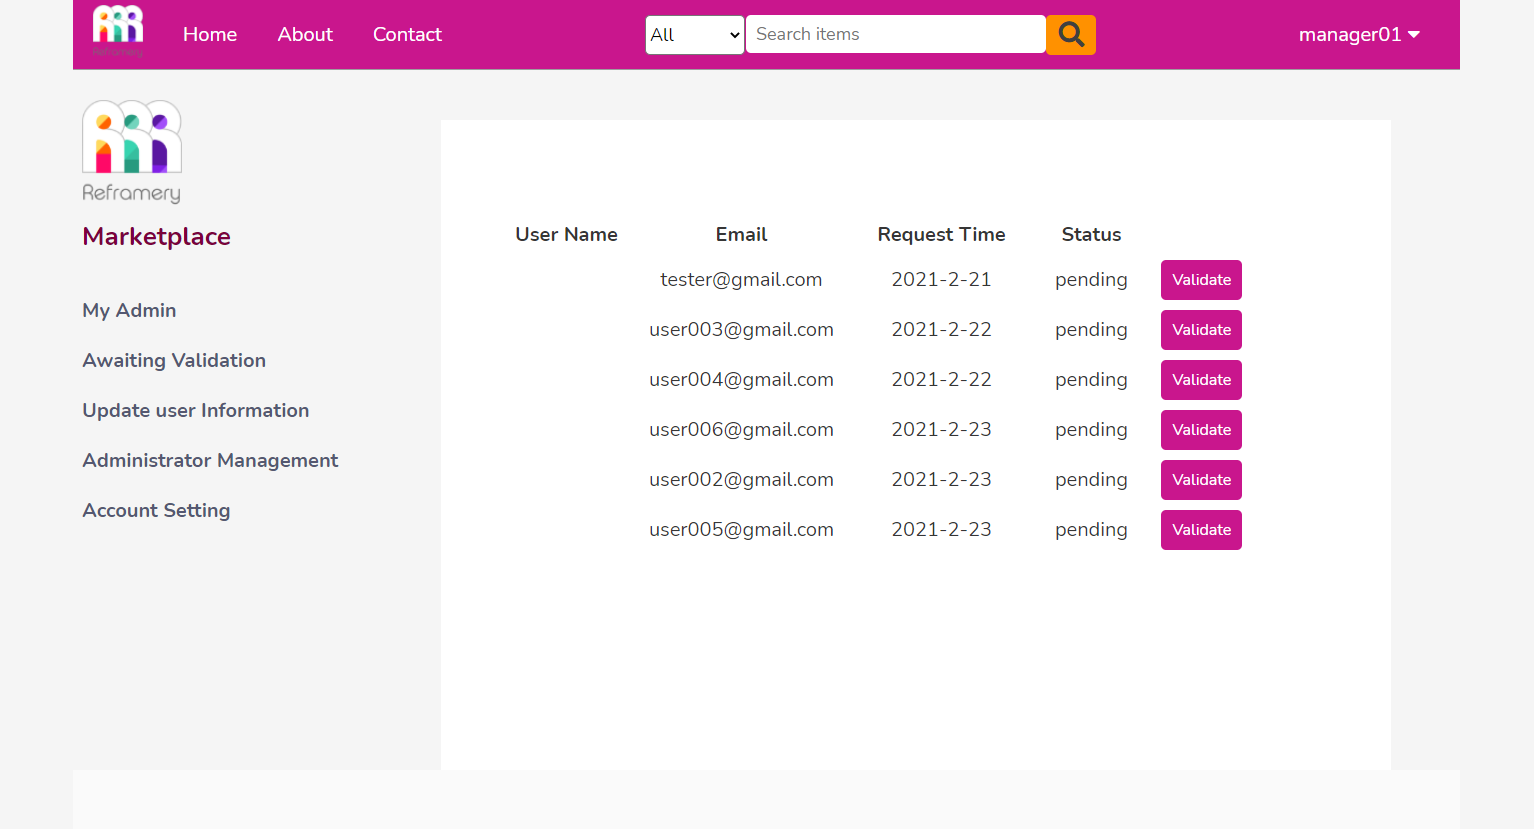 Reframery Home About Contact All Search items manager01
Reframery
Marketplace
My Admin
Awaiting Validation
Update user Information
Administrator Management
Account Setting
User Name Email Request Time Status
tester@gmail.com 2021-2-21 pending Validate
user003@gmail.com 2021-2-22 pending Validate
user004@gmail.com 2021-2-22 pending Validate
user006@gmail.com 2021-2-23 pending Validate
user002@gmail.com 2021-2-23 pending Validate
user005@gmail.com 2021-2-23 pending Validate